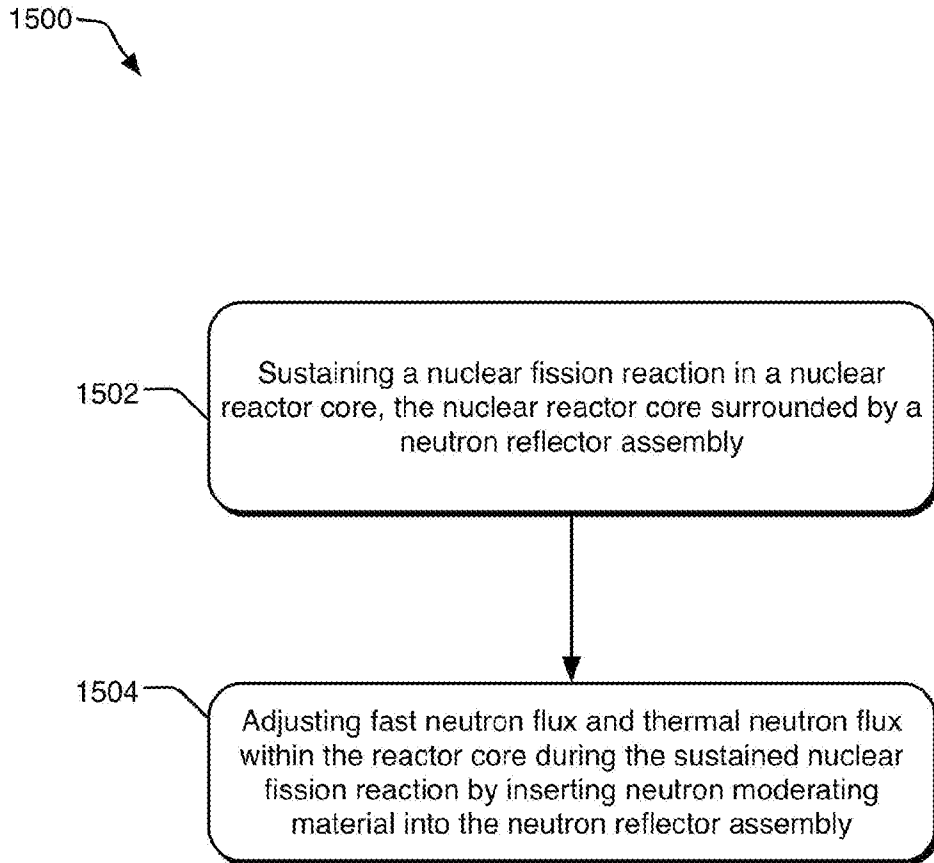 1500
1502
Sustaining a nuclear fission reaction in a nuclear
reactor core, the nuclear reactor core surrounded by a
neutron reflector assembly
1504
Adjusting fast neutron flux and thermal neutron flux
within the reactor core during the sustained nuclear
fission reaction by inserting neutron moderating
material into the neutron reflector assembly